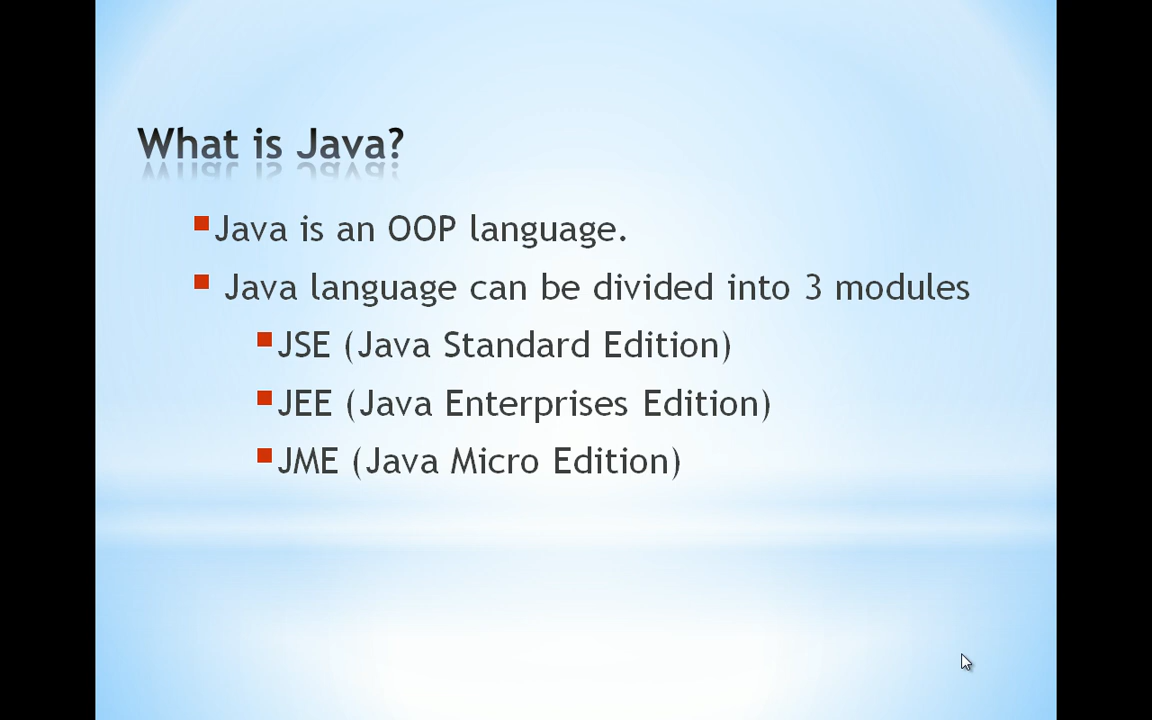 What is Java?
Java is an OOP language.
Java language can be divided into 3 modules
JSE (Java Standard Edition)
JEE (Java Enterprises Edition)
JME (Java Micro Edition)